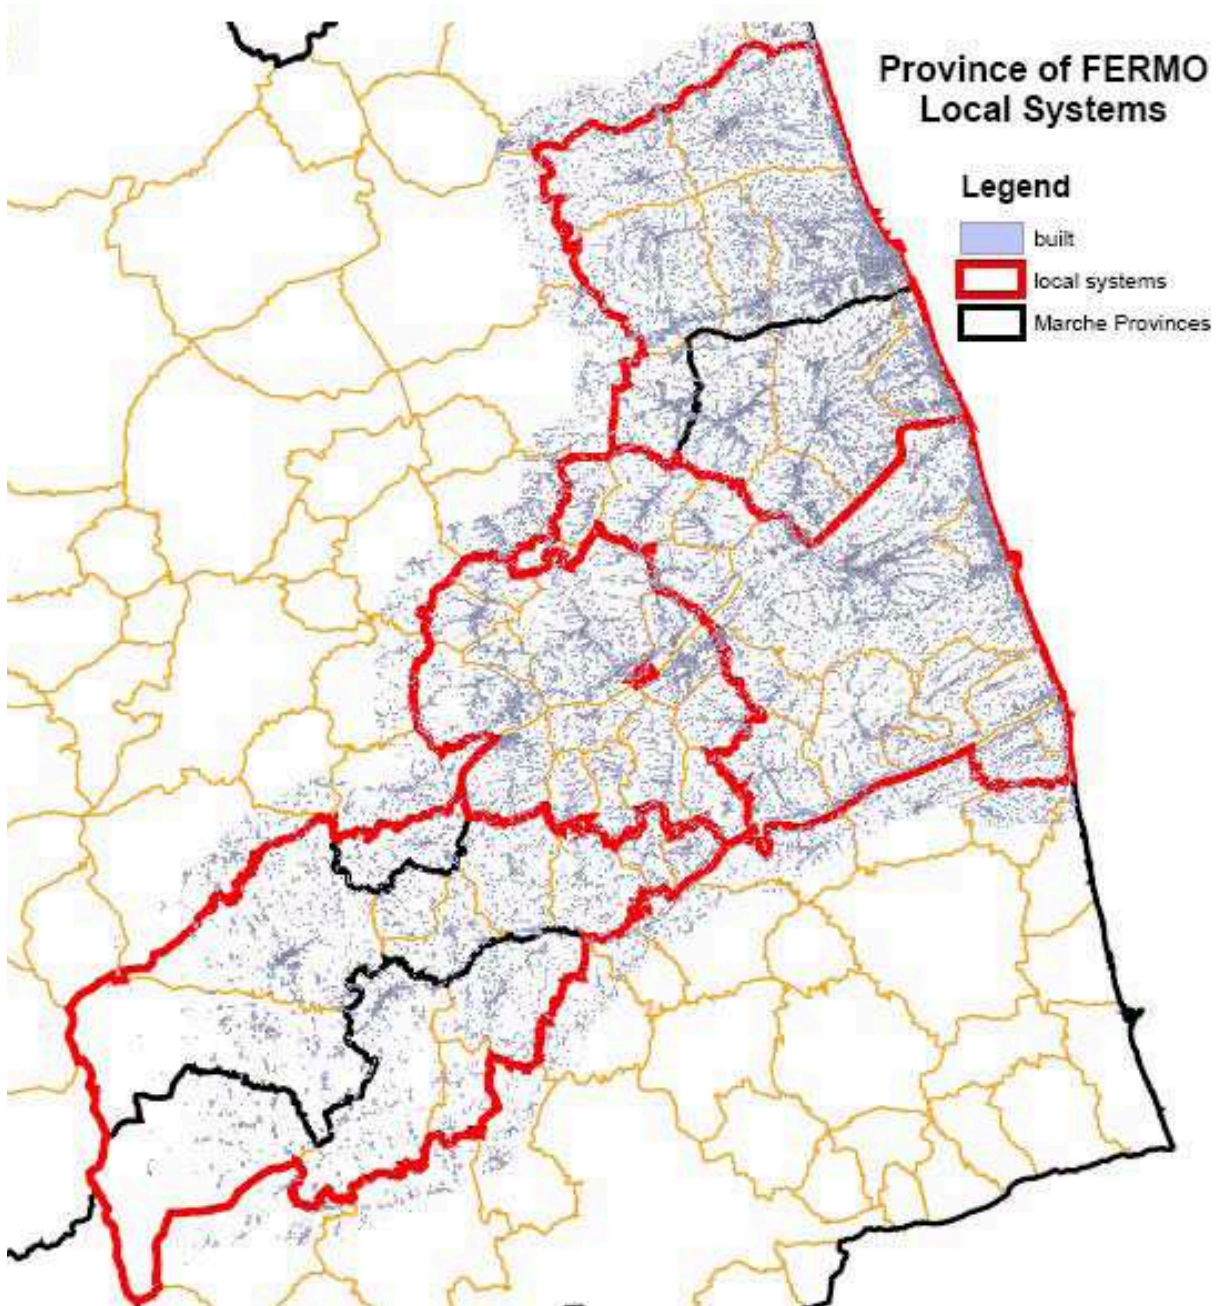 Province of FERMO
Local Systems
Legend
built
local systems
Marche Provinces